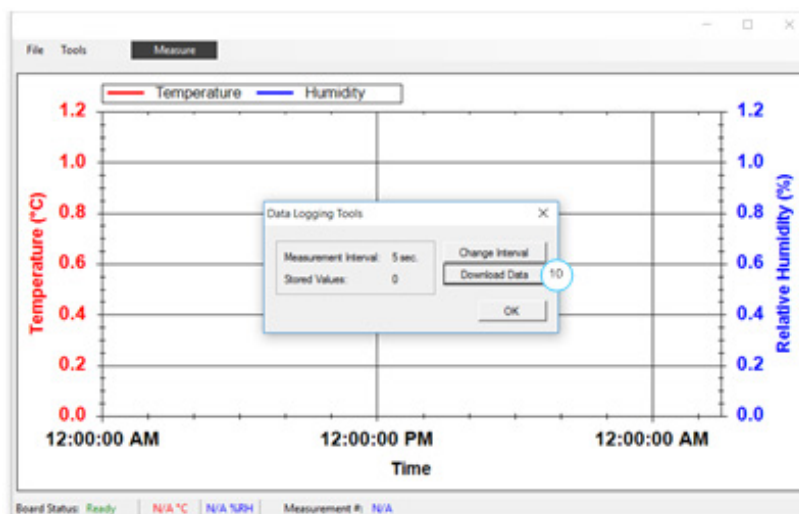 File Tools Measure
Temperature Humidity
1.2 1.2
1.0 1.0
0.8 0.8
0.6 0.6
0.4 0.4
0.2 0.2
0.0 0.0
Temperature (°C)
Relative Humidity (%)
Data Logging Tools
Measurement Interval: 5 sec. Change Interval
Stored Values: 0 Download Data 10
OK
12:00:00 AM 12:00:00 PM 12:00:00 AM
Time
Board Status: Ready N/A °C N/A %RH Measurement #: N/A